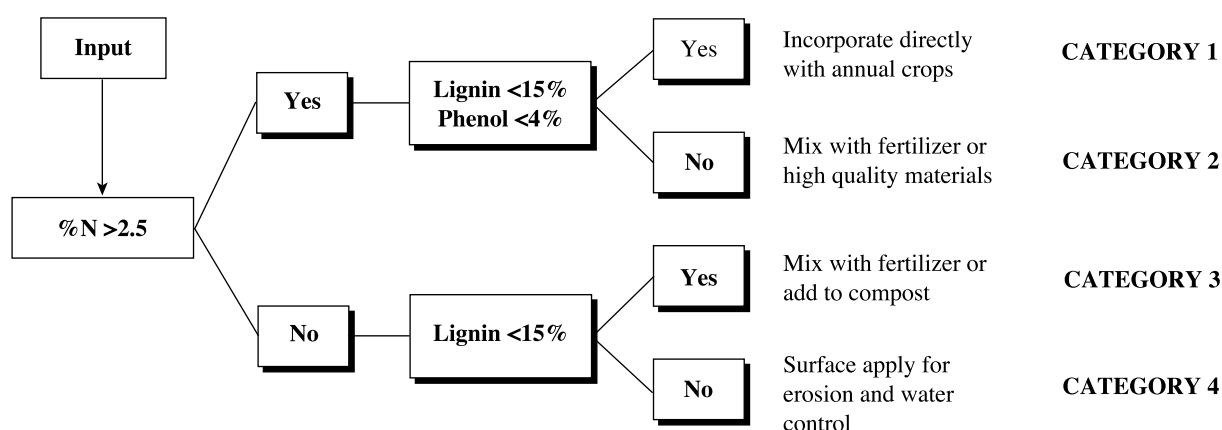 Input
%N >2.5
Yes
No
Lignin <15%
Phenol <4%
Lignin <15%
Yes
Incorporate directly
with annual crops
CATEGORY 1
No
Mix with fertilizer or
high quality materials
CATEGORY 2
Yes
Mix with fertilizer or
add to compost
CATEGORY 3
No
Surface apply for
erosion and water
control
CATEGORY 4